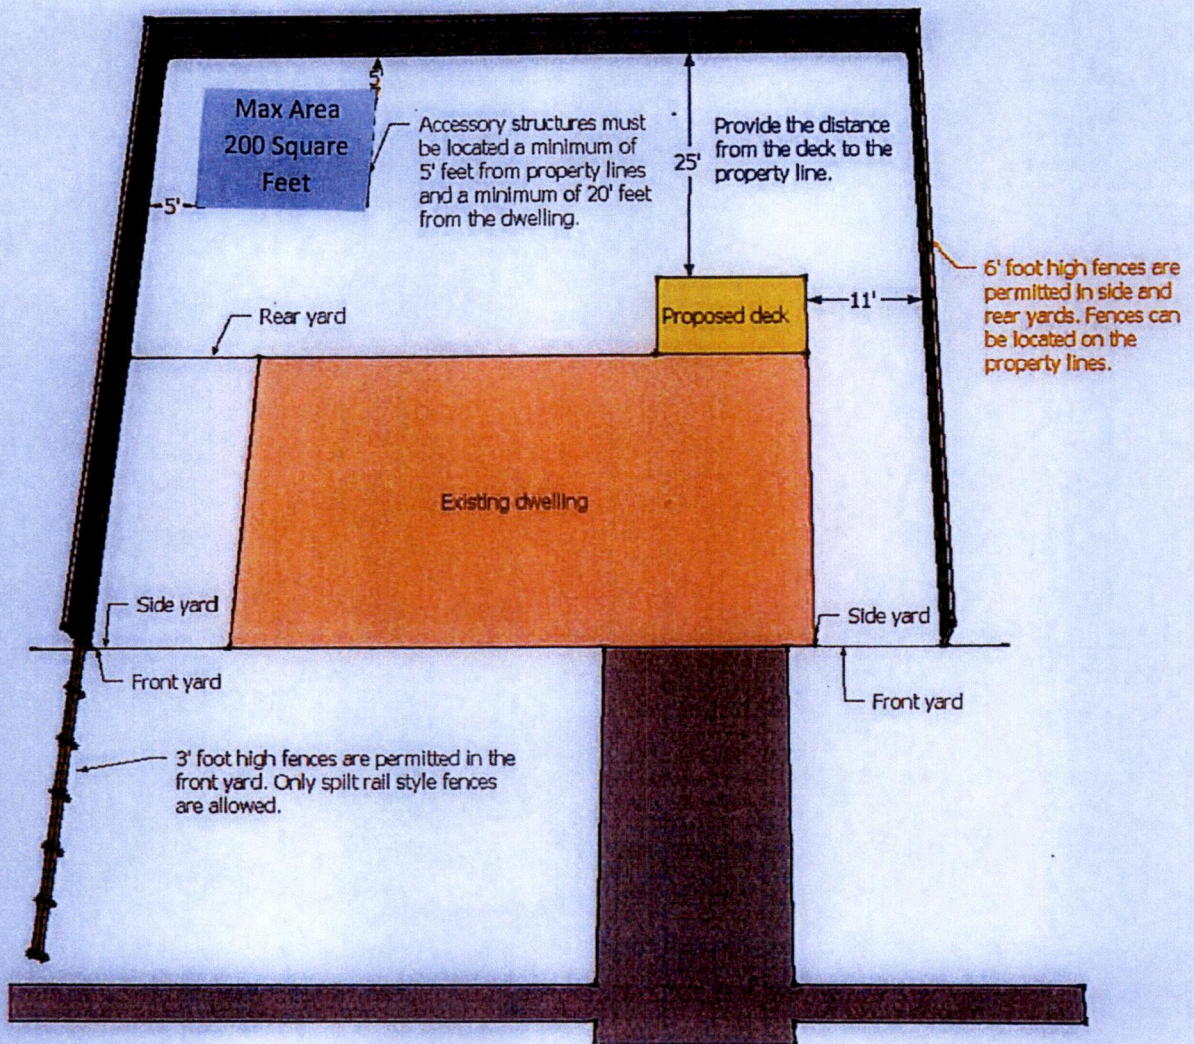 5'
Max Area
200 Square
Feet
5'
Accessory structures must
be located a minimum of
5' feet from property lines
and a minimum of 20' feet
from the dwelling.
25'
Provide the distance
from the deck to the
property line.
6' foot high fences are
permitted in side and
rear yards. Fences can
be located on the
property lines.
11'
Rear yard
Proposed deck
Existing dwelling
Side yard
Side yard
Front yard
Front yard
3' foot high fences are permitted in the
front yard. Only spilt rail style fences
are allowed.